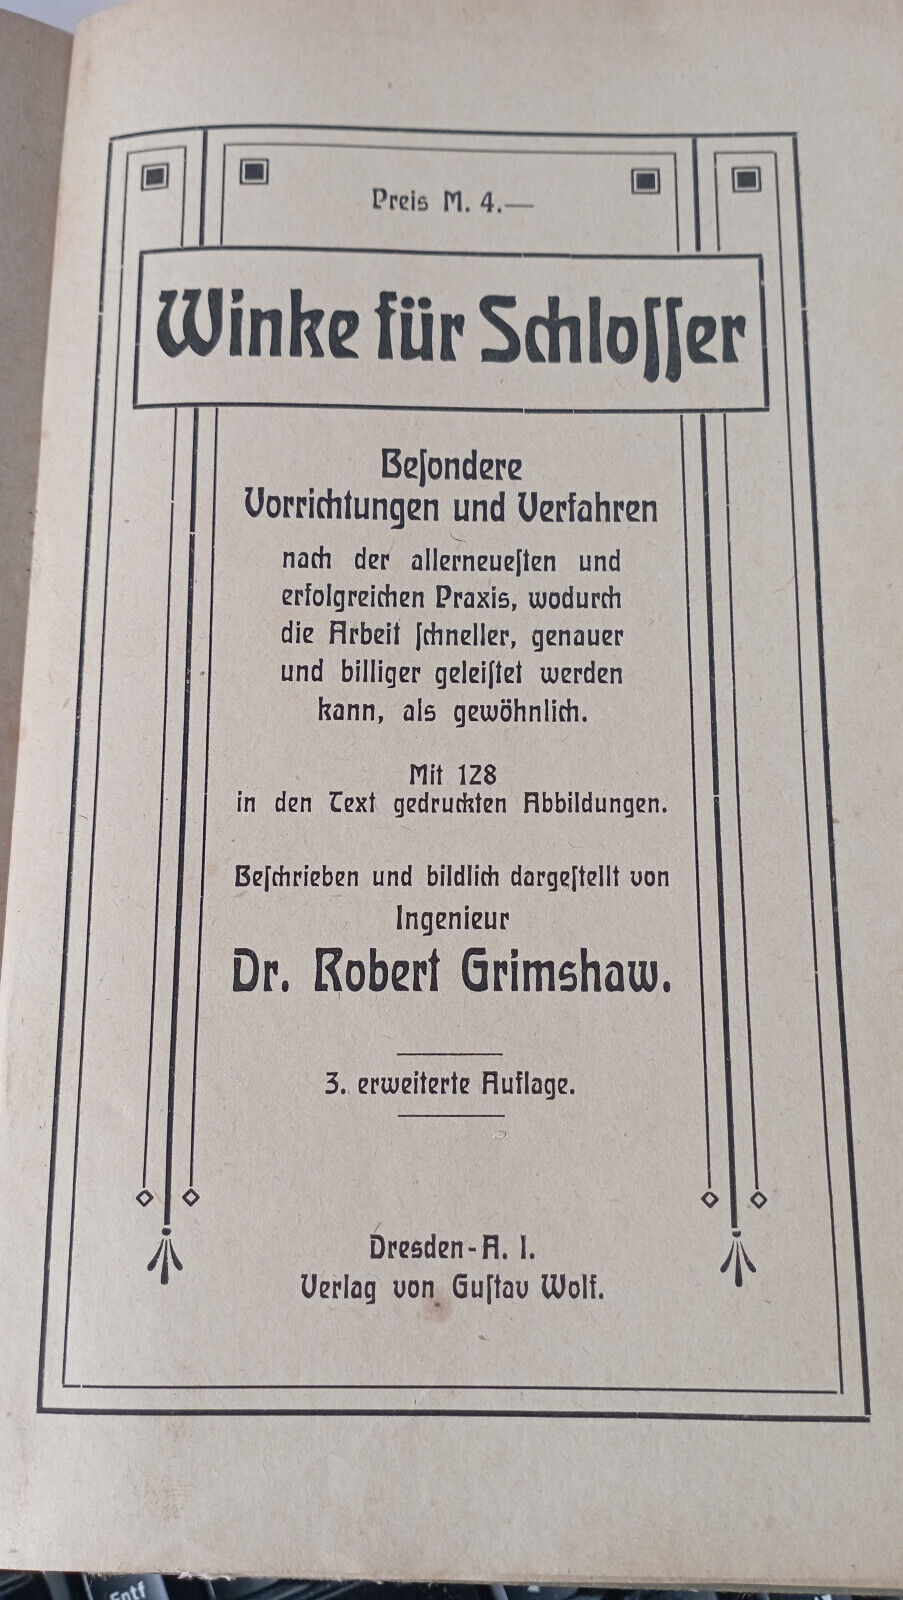 Preis M. 4.—
Winke für Schloſſer
Beſondere
Vorrichtungen und Verfahren
nach der allerneueſten und
erfolgreichen Praxis, wodurch
die Arbeit ſchneller, genauer
und billiger geleiſtet werden
kann, als gewöhnlich.
Mit 128
in den Text gedruckten Abbildungen.
Beſchrieben und bildlich dargeſtellt von
Ingenieur
Dr. Robert Grimshaw.
3. erweiterte Auflage.
Dresden-A. I.
Verlag von Guſtav Wolf.
Entf